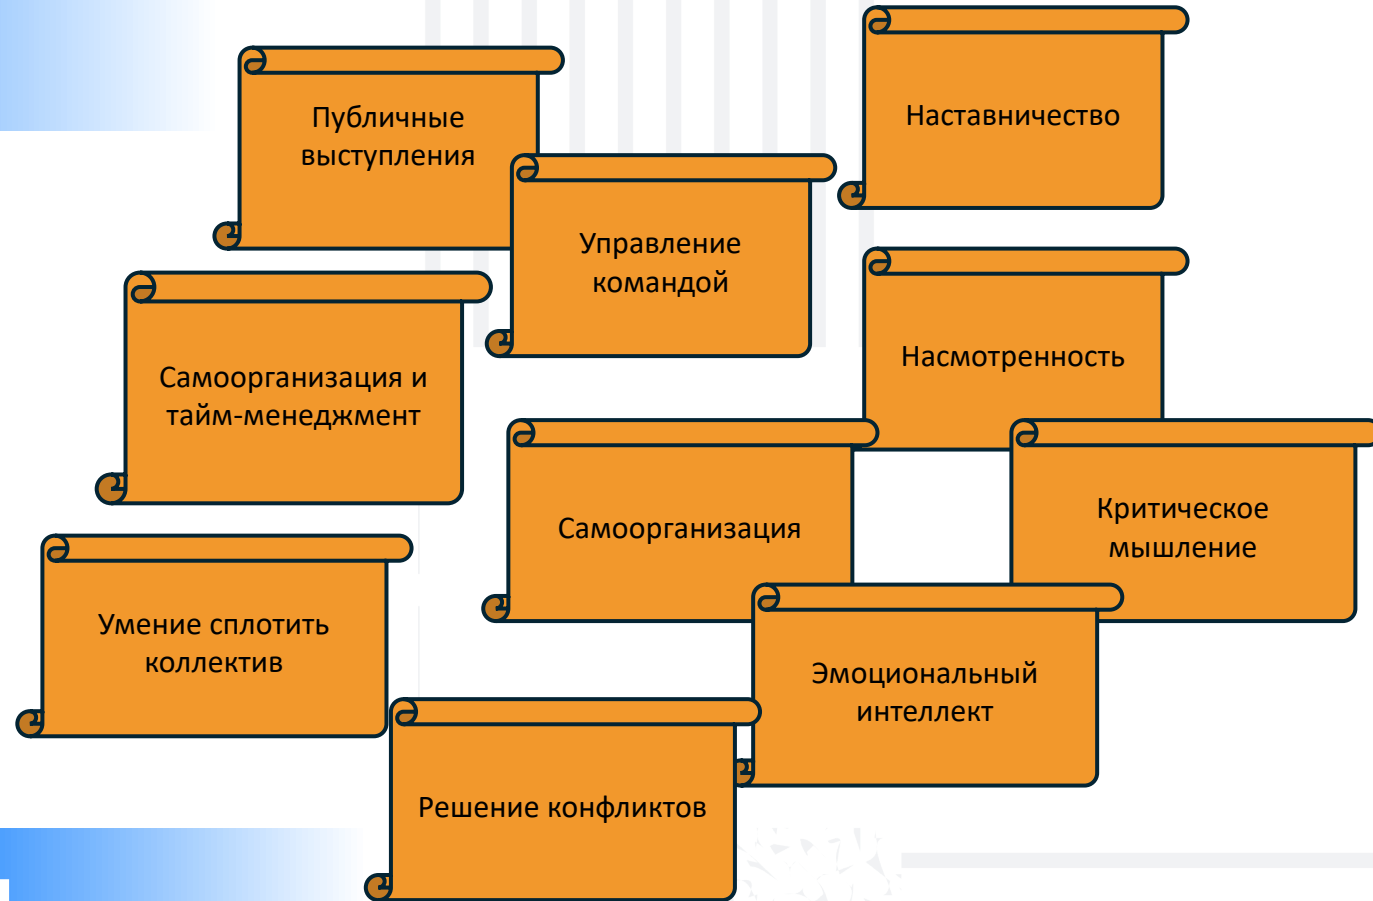 Публичные
выступления
Наставничество
Управление
командой
Насмотренность
Самоорганизация и
тайм-менеджмент
Самоорганизация
Критическое
мышление
Умение сплотить
коллектив
Эмоциональный
интеллект
Решение конфликтов